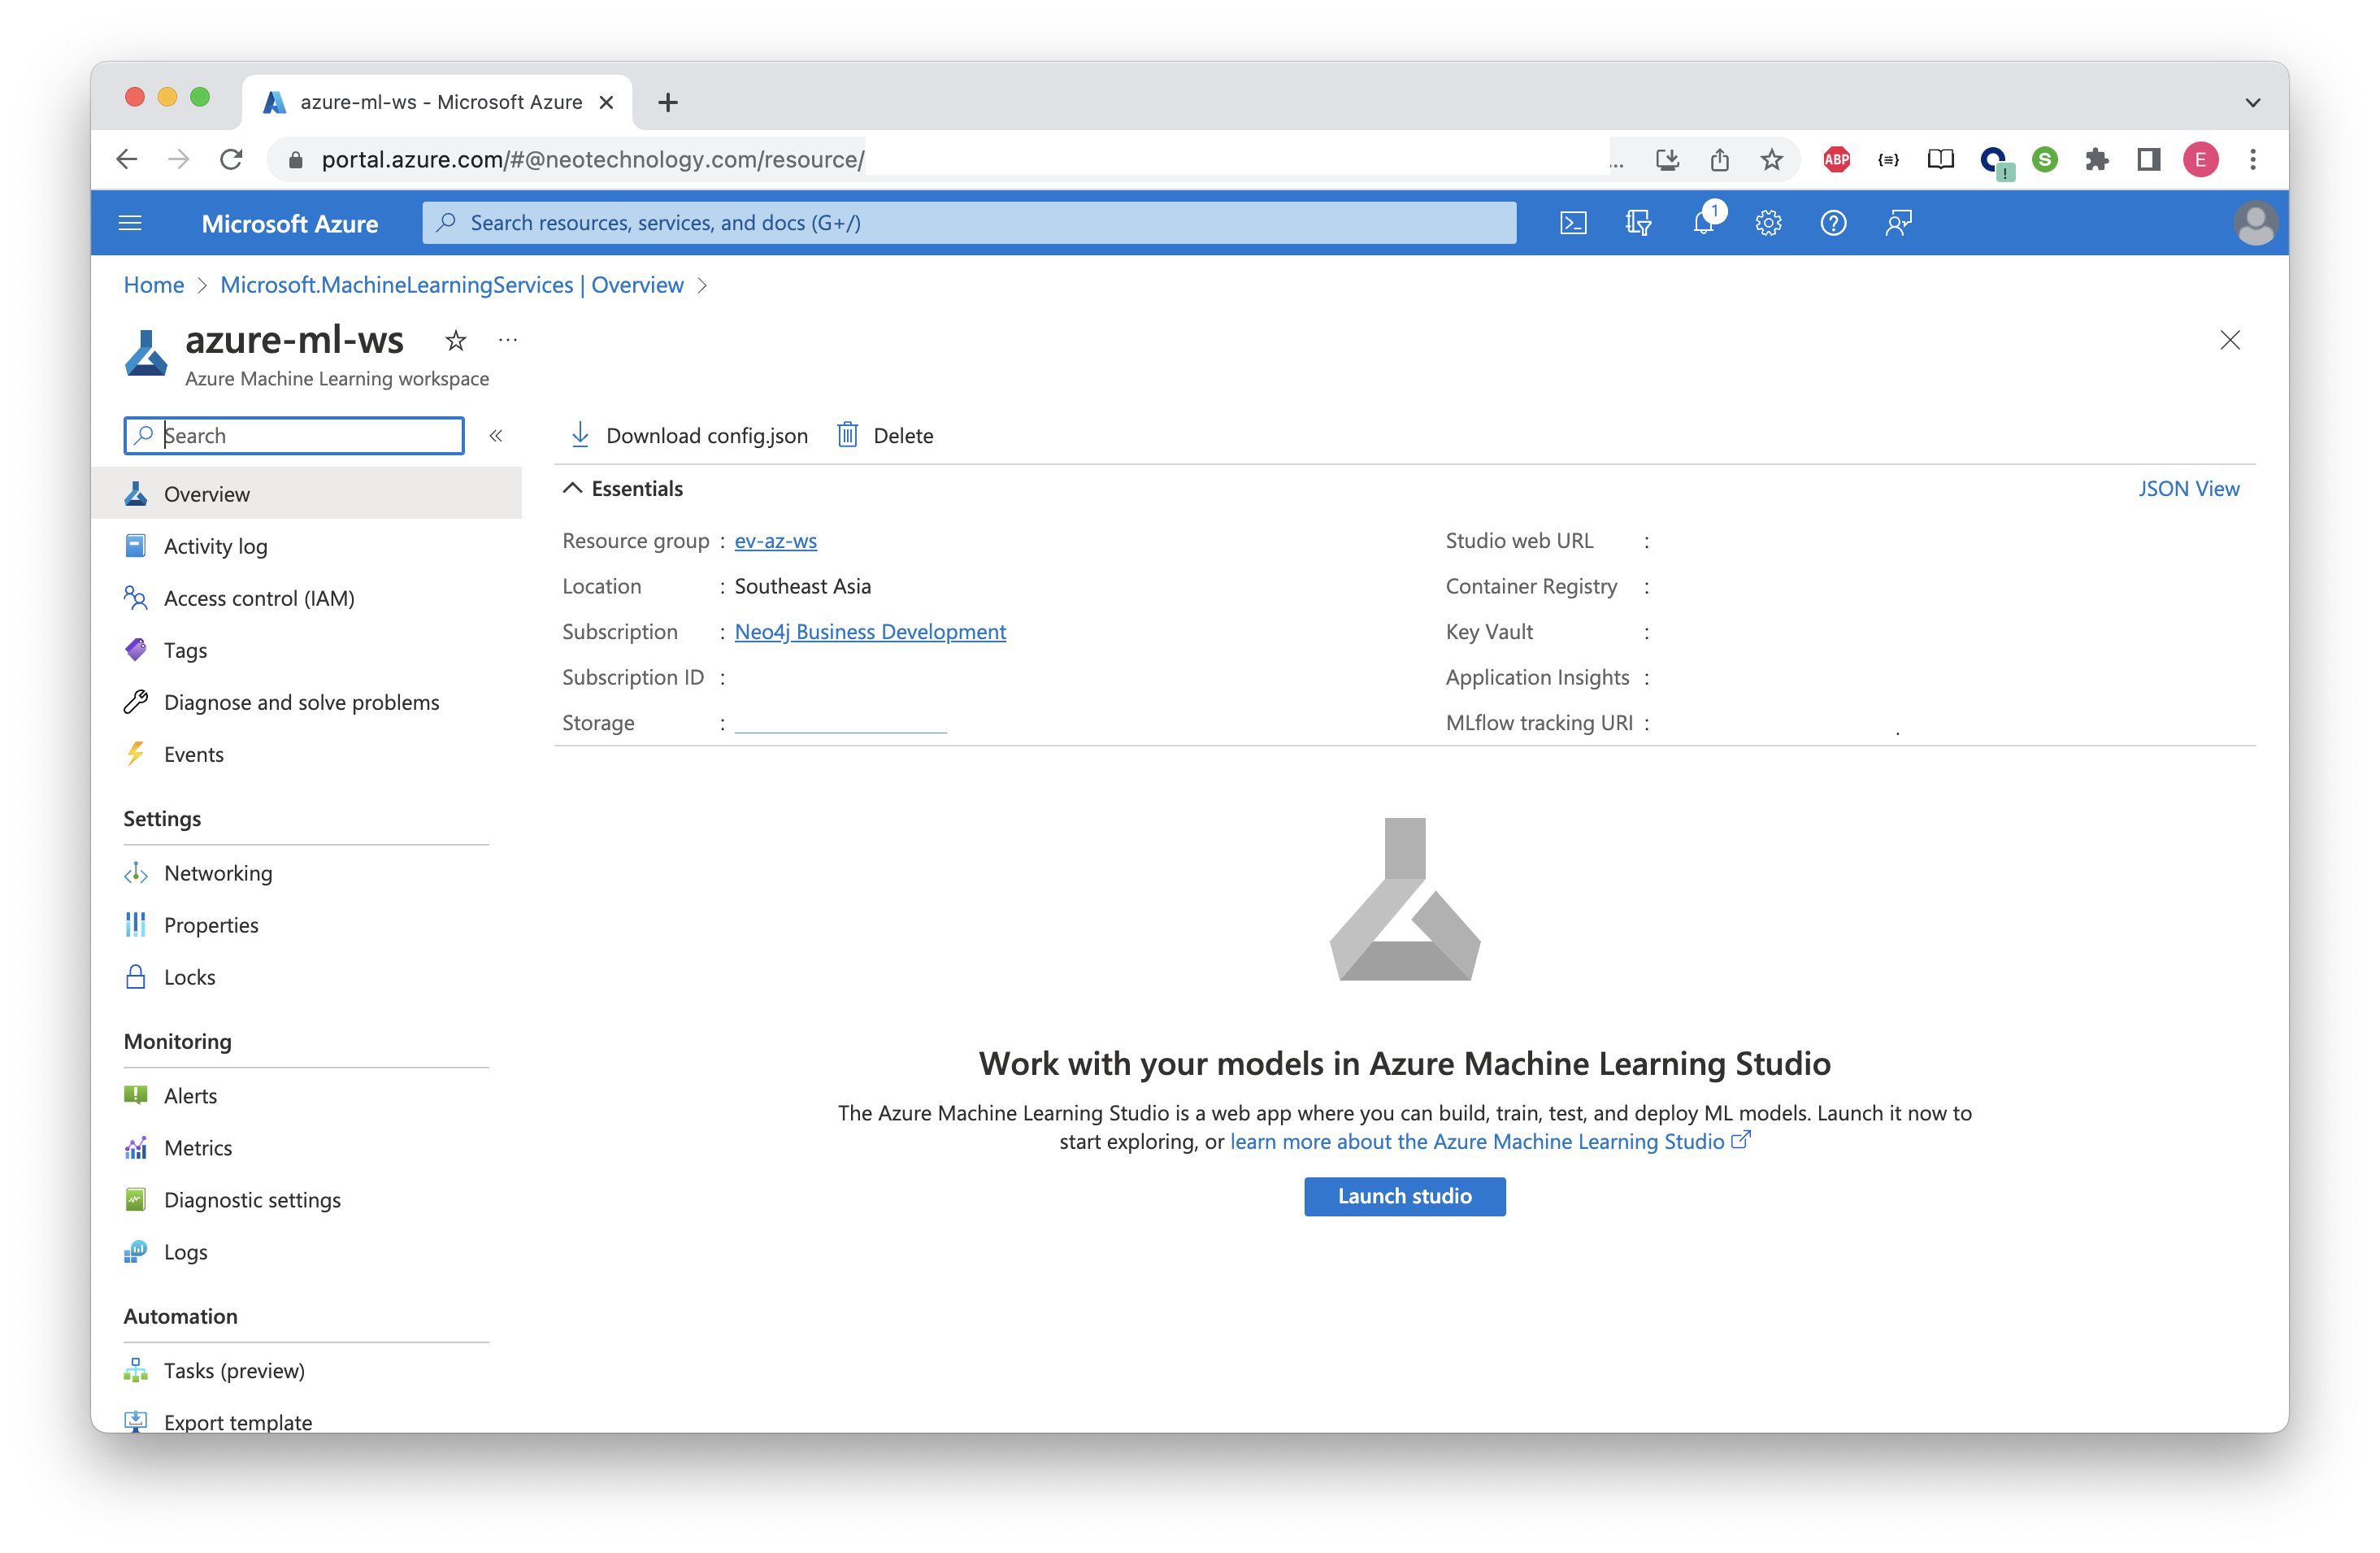 azure-ml-ws - Microsoft Azure
portal.azure.com/#@neotechnology.com/resource/
...
ABP
S
E
Microsoft Azure
Search resources, services, and docs (G+/)
1
Home > Microsoft.MachineLearningServices | Overview >
azure-ml-ws
Azure Machine Learning workspace
Search
Download config.json
Delete
Overview
Activity log
Access control (IAM)
Tags
Diagnose and solve problems
Events
Settings
Networking
Properties
Locks
Monitoring
Alerts
Metrics
Diagnostic settings
Logs
Automation
Tasks (preview)
Export template
Essentials
JSON View
Resource group : ev-az-ws
Location : Southeast Asia
Subscription : Neo4j Business Development
Subscription ID :
Storage :
Studio web URL :
Container Registry :
Key Vault :
Application Insights :
MLflow tracking URI :
Work with your models in Azure Machine Learning Studio
The Azure Machine Learning Studio is a web app where you can build, train, test, and deploy ML models. Launch it now to
start exploring, or learn more about the Azure Machine Learning Studio
Launch studio